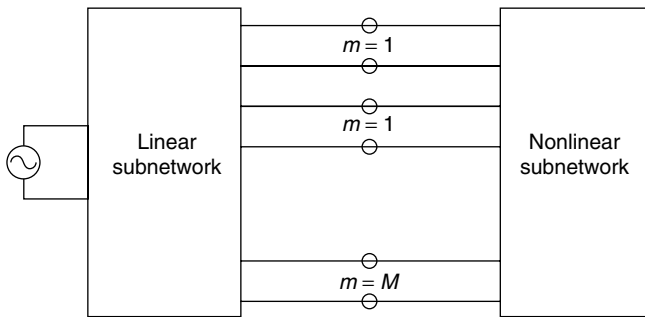 m = 1
m = 1
Linear
subnetwork
Nonlinear
subnetwork
m = M